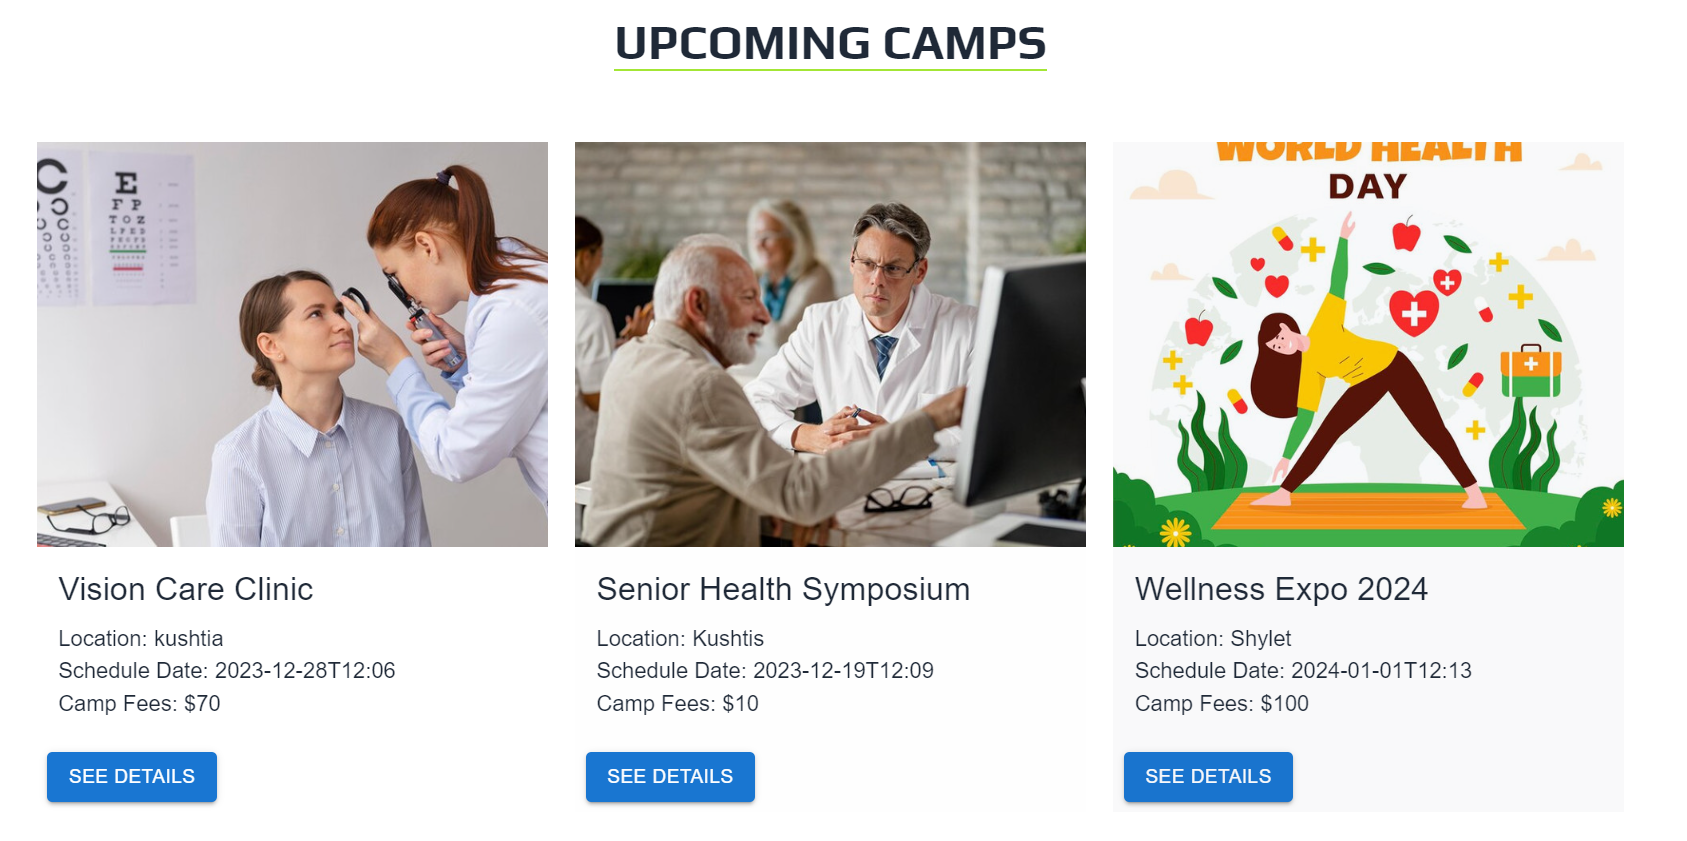 UPCOMING CAMPS
E
F P
T O Z
L P E D
WORLD HEALTH
DAY
Vision Care Clinic
Location: kushtia
Schedule Date: 2023-12-28T12:06
Camp Fees: $70
SEE DETAILS
Senior Health Symposium
Location: Kushtis
Schedule Date: 2023-12-19T12:09
Camp Fees: $10
SEE DETAILS
Wellness Expo 2024
Location: Shylet
Schedule Date: 2024-01-01T12:13
Camp Fees: $100
SEE DETAILS